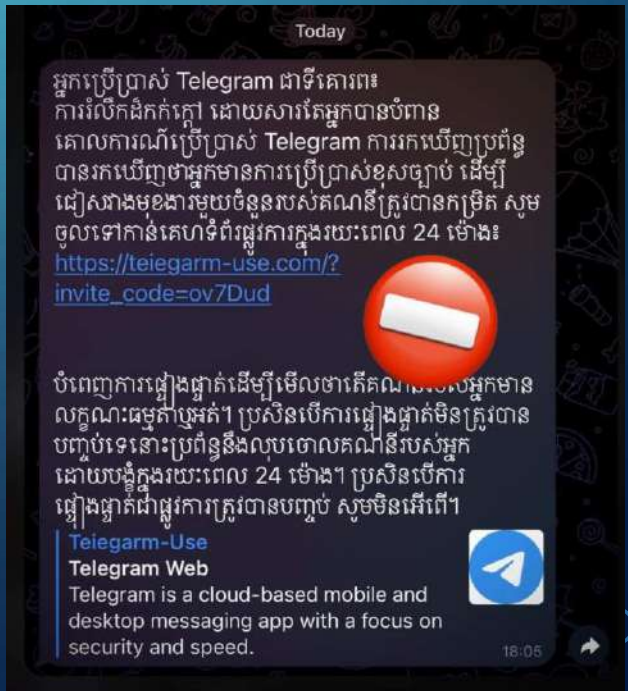 Today
អ្នកប្រើប្រាស់ Telegram ជាទីគោរព៖
ការរំលឹកដ៏កក់ក្តៅ ដោយសារតែអ្នកបានបំពាន
គោលការណ៍ប្រើប្រាស់ Telegram ការរកឃើញប្រព័ន្ធ
បានរកឃើញថាអ្នកមានការប្រើប្រាស់ខុសច្បាប់ ដើម្បី
ជៀសវាងមុខងារមួយចំនួនរបស់គណនីត្រូវបានកម្រិត សូម
ចូលទៅកាន់គេហទំព័រផ្លូវការក្នុងរយៈពេល 24 ម៉ោង៖
https://teiegarm-use.com/?
invite_code=ov7Dud
បំពេញការផ្ទៀងផ្ទាត់ដើម្បីមើលថាតើ
លក្ខណៈធម្មតាឬអត់។ ប្រសិនបើការផ្ទៀងផ្ទាត់មិនត្រូវបាន
បញ្ចប់ទេនោះប្រព័ន្ធនឹងលុបចោលគណនីរបស់អ្នក
ដោយបង្ខំក្នុងរយៈពេល 24 ម៉ោង។ ប្រសិនបើការ
ផ្ទៀងផ្ទាត់ជាផ្លូវការត្រូវបានបញ្ចប់ សូមមិនអើពើ។
Teiegarm-Use
Telegram Web
Telegram is a cloud-based mobile and
desktop messaging app with a focus on
security and speed.
18:05